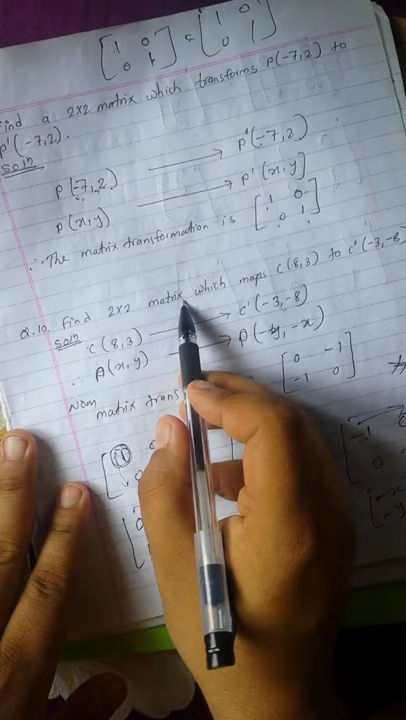 [1 0 0 1] = [1 0 0 1]
Find a 2x2 matrix which transforms P(-7,2) to
P'(-7,2).
Soln
P(-7,2) → P'(-7,2)
P(x,y) → P'(x,y]
∴ The matrix transformation is [1 0 0 1]
Q.10. Find 2x2 matrix which maps C(8,3) to C'(-3,-8)
Soln
C(8,3) → C'(-3,-8)
∴ A(x,y) → A(-y,-x)
Now matrix trans [0 -1 -1 0]